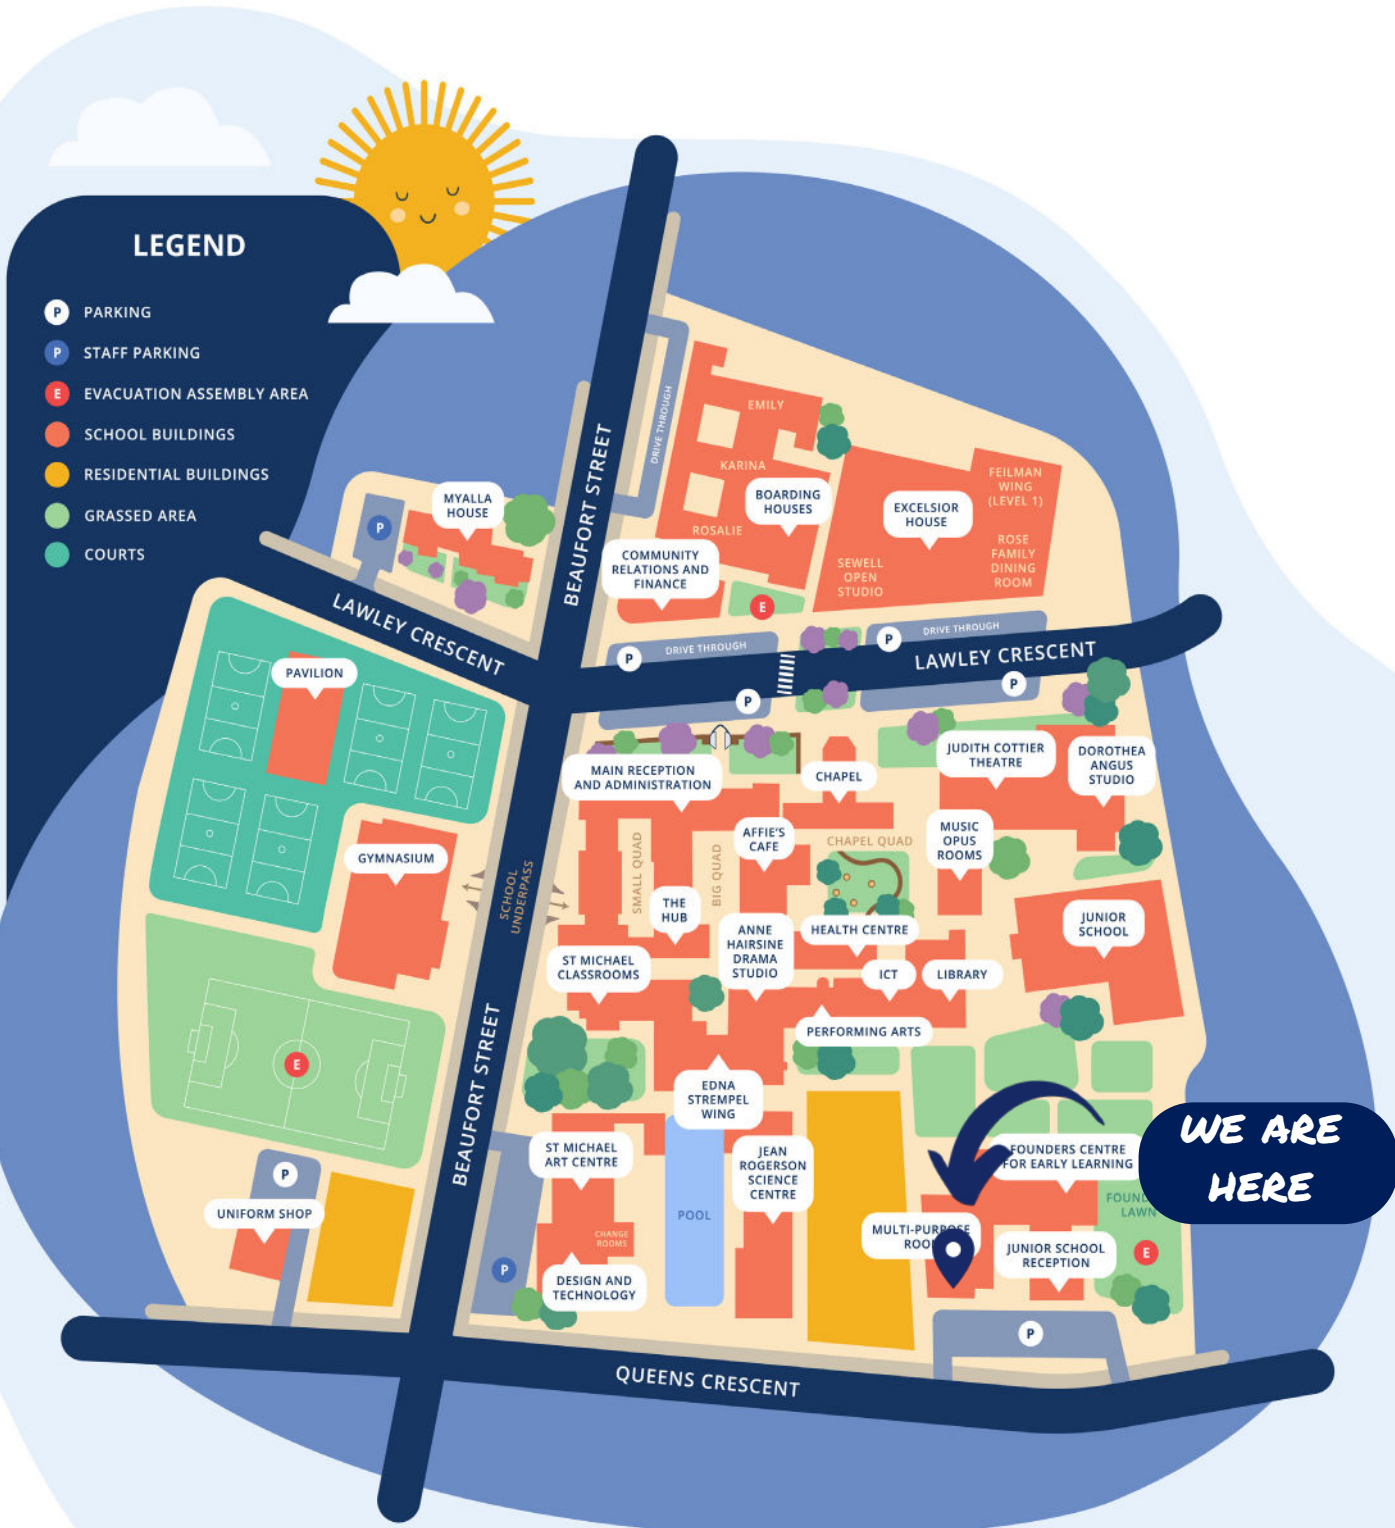 LEGEND
P PARKING
P STAFF PARKING
E EVACUATION ASSEMBLY AREA
SCHOOL BUILDINGS
RESIDENTIAL BUILDINGS
GRASSED AREA
COURTS
BEAUFORT STREET
DRIVE THROUGH
EMILY
KARINA
ROSALIE
BOARDING
HOUSES
EXCELSIOR
HOUSE
FEILMAN
WING
(LEVEL 1)
ROSE
FAMILY
DINING
ROOM
SEWELL
OPEN
STUDIO
MYALLA
HOUSE
P
COMMUNITY
RELATIONS AND
FINANCE
E
LAWLEY CRESCENT
P
DRIVE THROUGH
P
DRIVE THROUGH
LAWLEY CRESCENT
P
P
PAVILION
GYMNASIUM
MAIN RECEPTION
AND ADMINISTRATION
CHAPEL
JUDITH COTTIER
THEATRE
DOROTHEA
ANGUS
STUDIO
SMALL QUAD
BIG QUAD
AFFIE'S
CAFE
CHAPEL QUAD
MUSIC
OPUS
ROOMS
SCHOOL
UNDERPASS
THE
HUB
ANNE
HAIRSINE
DRAMA
STUDIO
HEALTH CENTRE
JUNIOR
SCHOOL
ST MICHAEL
CLASSROOMS
ICT
LIBRARY
PERFORMING ARTS
E
BEAUFORT STREET
EDNA
STREMPEL
WING
ST MICHAEL
ART CENTRE
JEAN
ROGERSON
SCIENCE
CENTRE
FOUNDERS CENTRE
FOR EARLY LEARNING
WE ARE
HERE
P
UNIFORM SHOP
POOL
CHANGE
ROOMS
LAWN
MULTI-PURPOSE
JUNIOR SCHOOL
RECEPTION
E
P
DESIGN AND
TECHNOLOGY
P
QUEENS CRESCENT